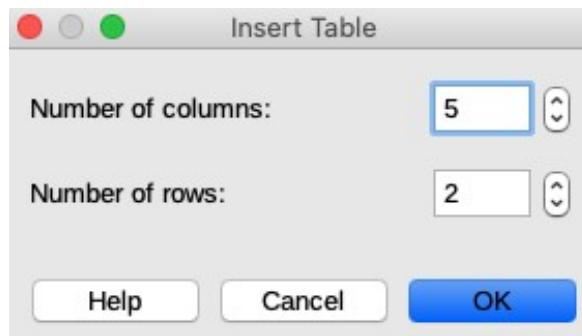 Insert Table
Number of columns: 5
Number of rows: 2
Help Cancel OK